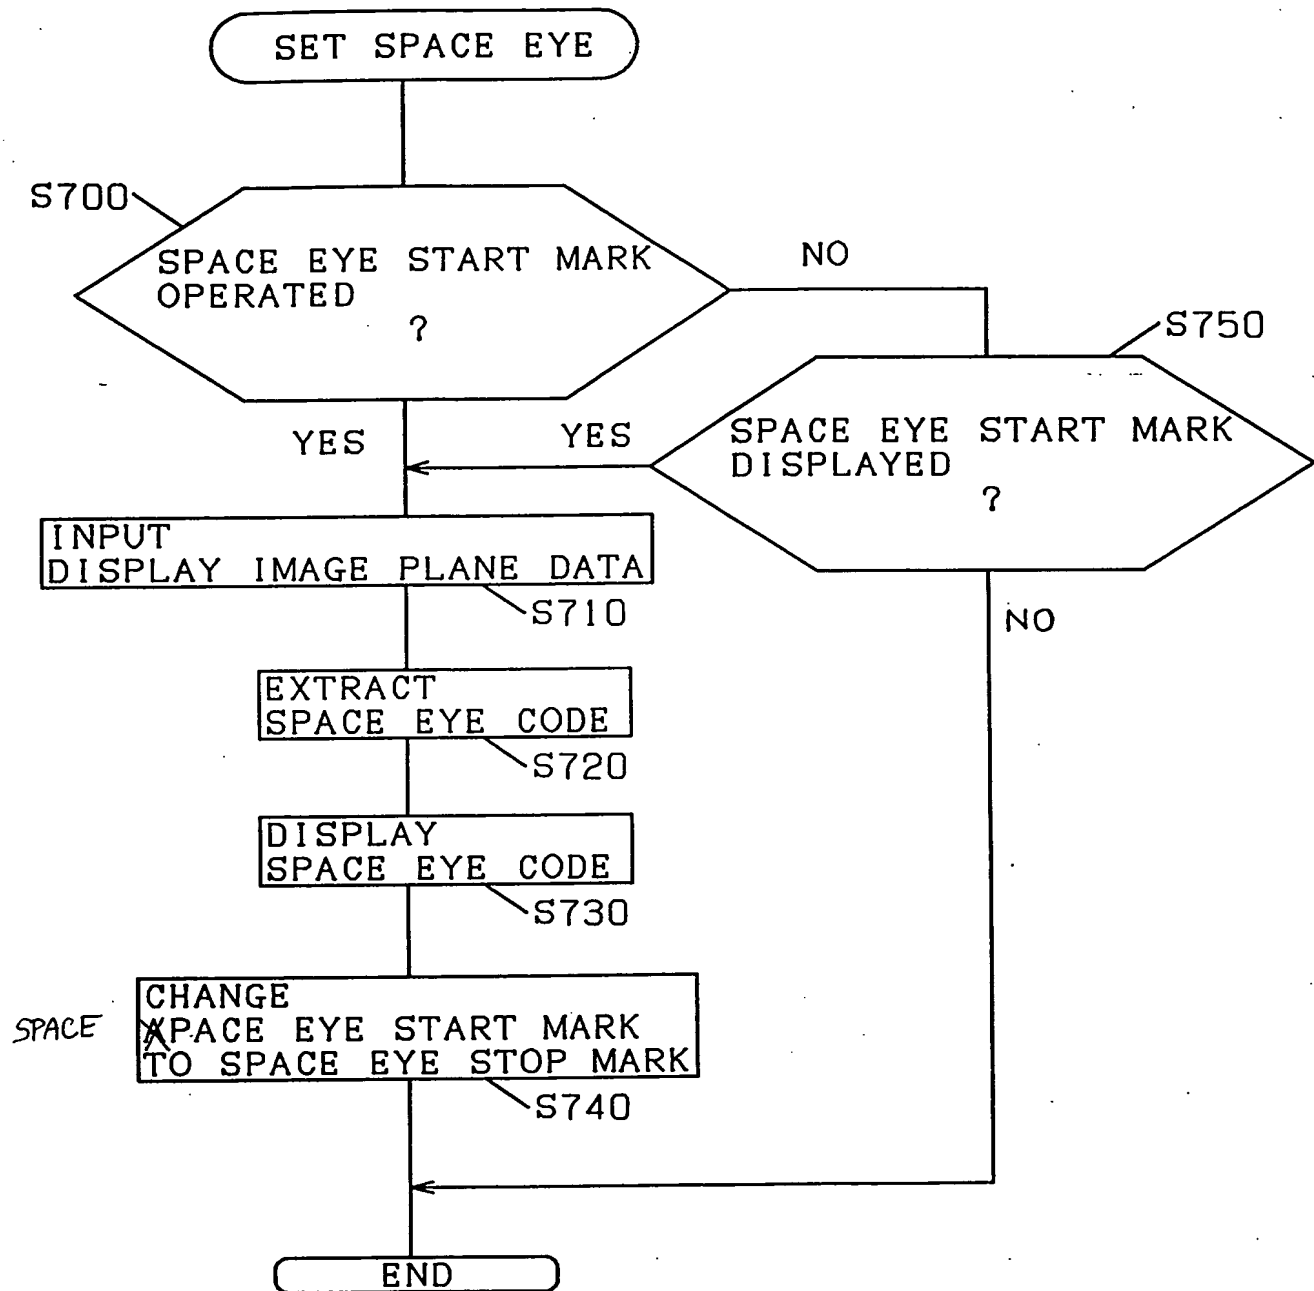 SET SPACE EYE
S700
SPACE EYE START MARK
OPERATED
?
NO
S750
SPACE EYE START MARK
DISPLAYED
?
YES
YES
NO
INPUT
DISPLAY IMAGE PLANE DATA
S710
EXTRACT
SPACE EYE CODE
S720
DISPLAY
SPACE EYE CODE
S730
CHANGE
SPACE PACE EYE START MARK
TO SPACE EYE STOP MARK
S740
END